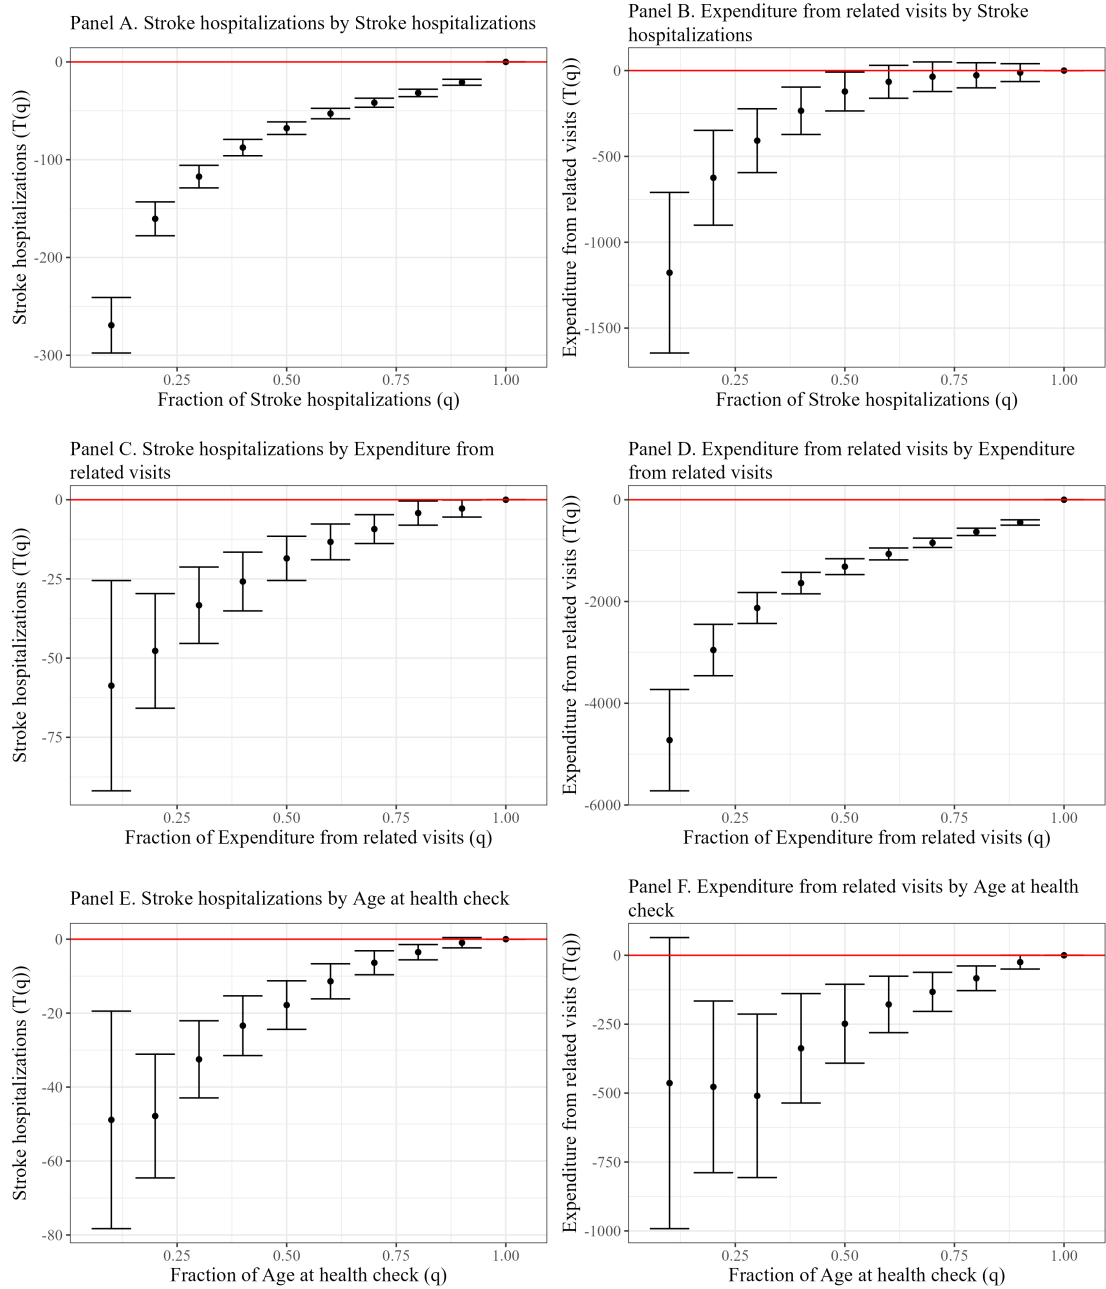 Panel A. Stroke hospitalizations by Stroke hospitalizations
Stroke hospitalizations (T(q))
0
-100
-200
-300
0.25 0.50 0.75 1.00
Fraction of Stroke hospitalizations (q)
Panel B. Expenditure from related visits by Stroke
hospitalizations
Expenditure from related visits (T(q))
0
-500
-1000
-1500
0.25 0.50 0.75 1.00
Fraction of Stroke hospitalizations (q)
Panel C. Stroke hospitalizations by Expenditure from
related visits
Stroke hospitalizations (T(q))
0
-25
-50
-75
0.25 0.50 0.75 1.00
Fraction of Expenditure from related visits (q)
Panel D. Expenditure from related visits by Expenditure
from related visits
Expenditure from related visits (T(q))
0
-2000
-4000
-6000
0.25 0.50 0.75 1.00
Fraction of Expenditure from related visits (q)
Panel E. Stroke hospitalizations by Age at health check
Stroke hospitalizations (T(q))
0
-20
-40
-60
-80
0.25 0.50 0.75 1.00
Fraction of Age at health check (q)
Panel F. Expenditure from related visits by Age at health
check
Expenditure from related visits (T(q))
0
-250
-500
-750
-1000
0.25 0.50 0.75 1.00
Fraction of Age at health check (q)